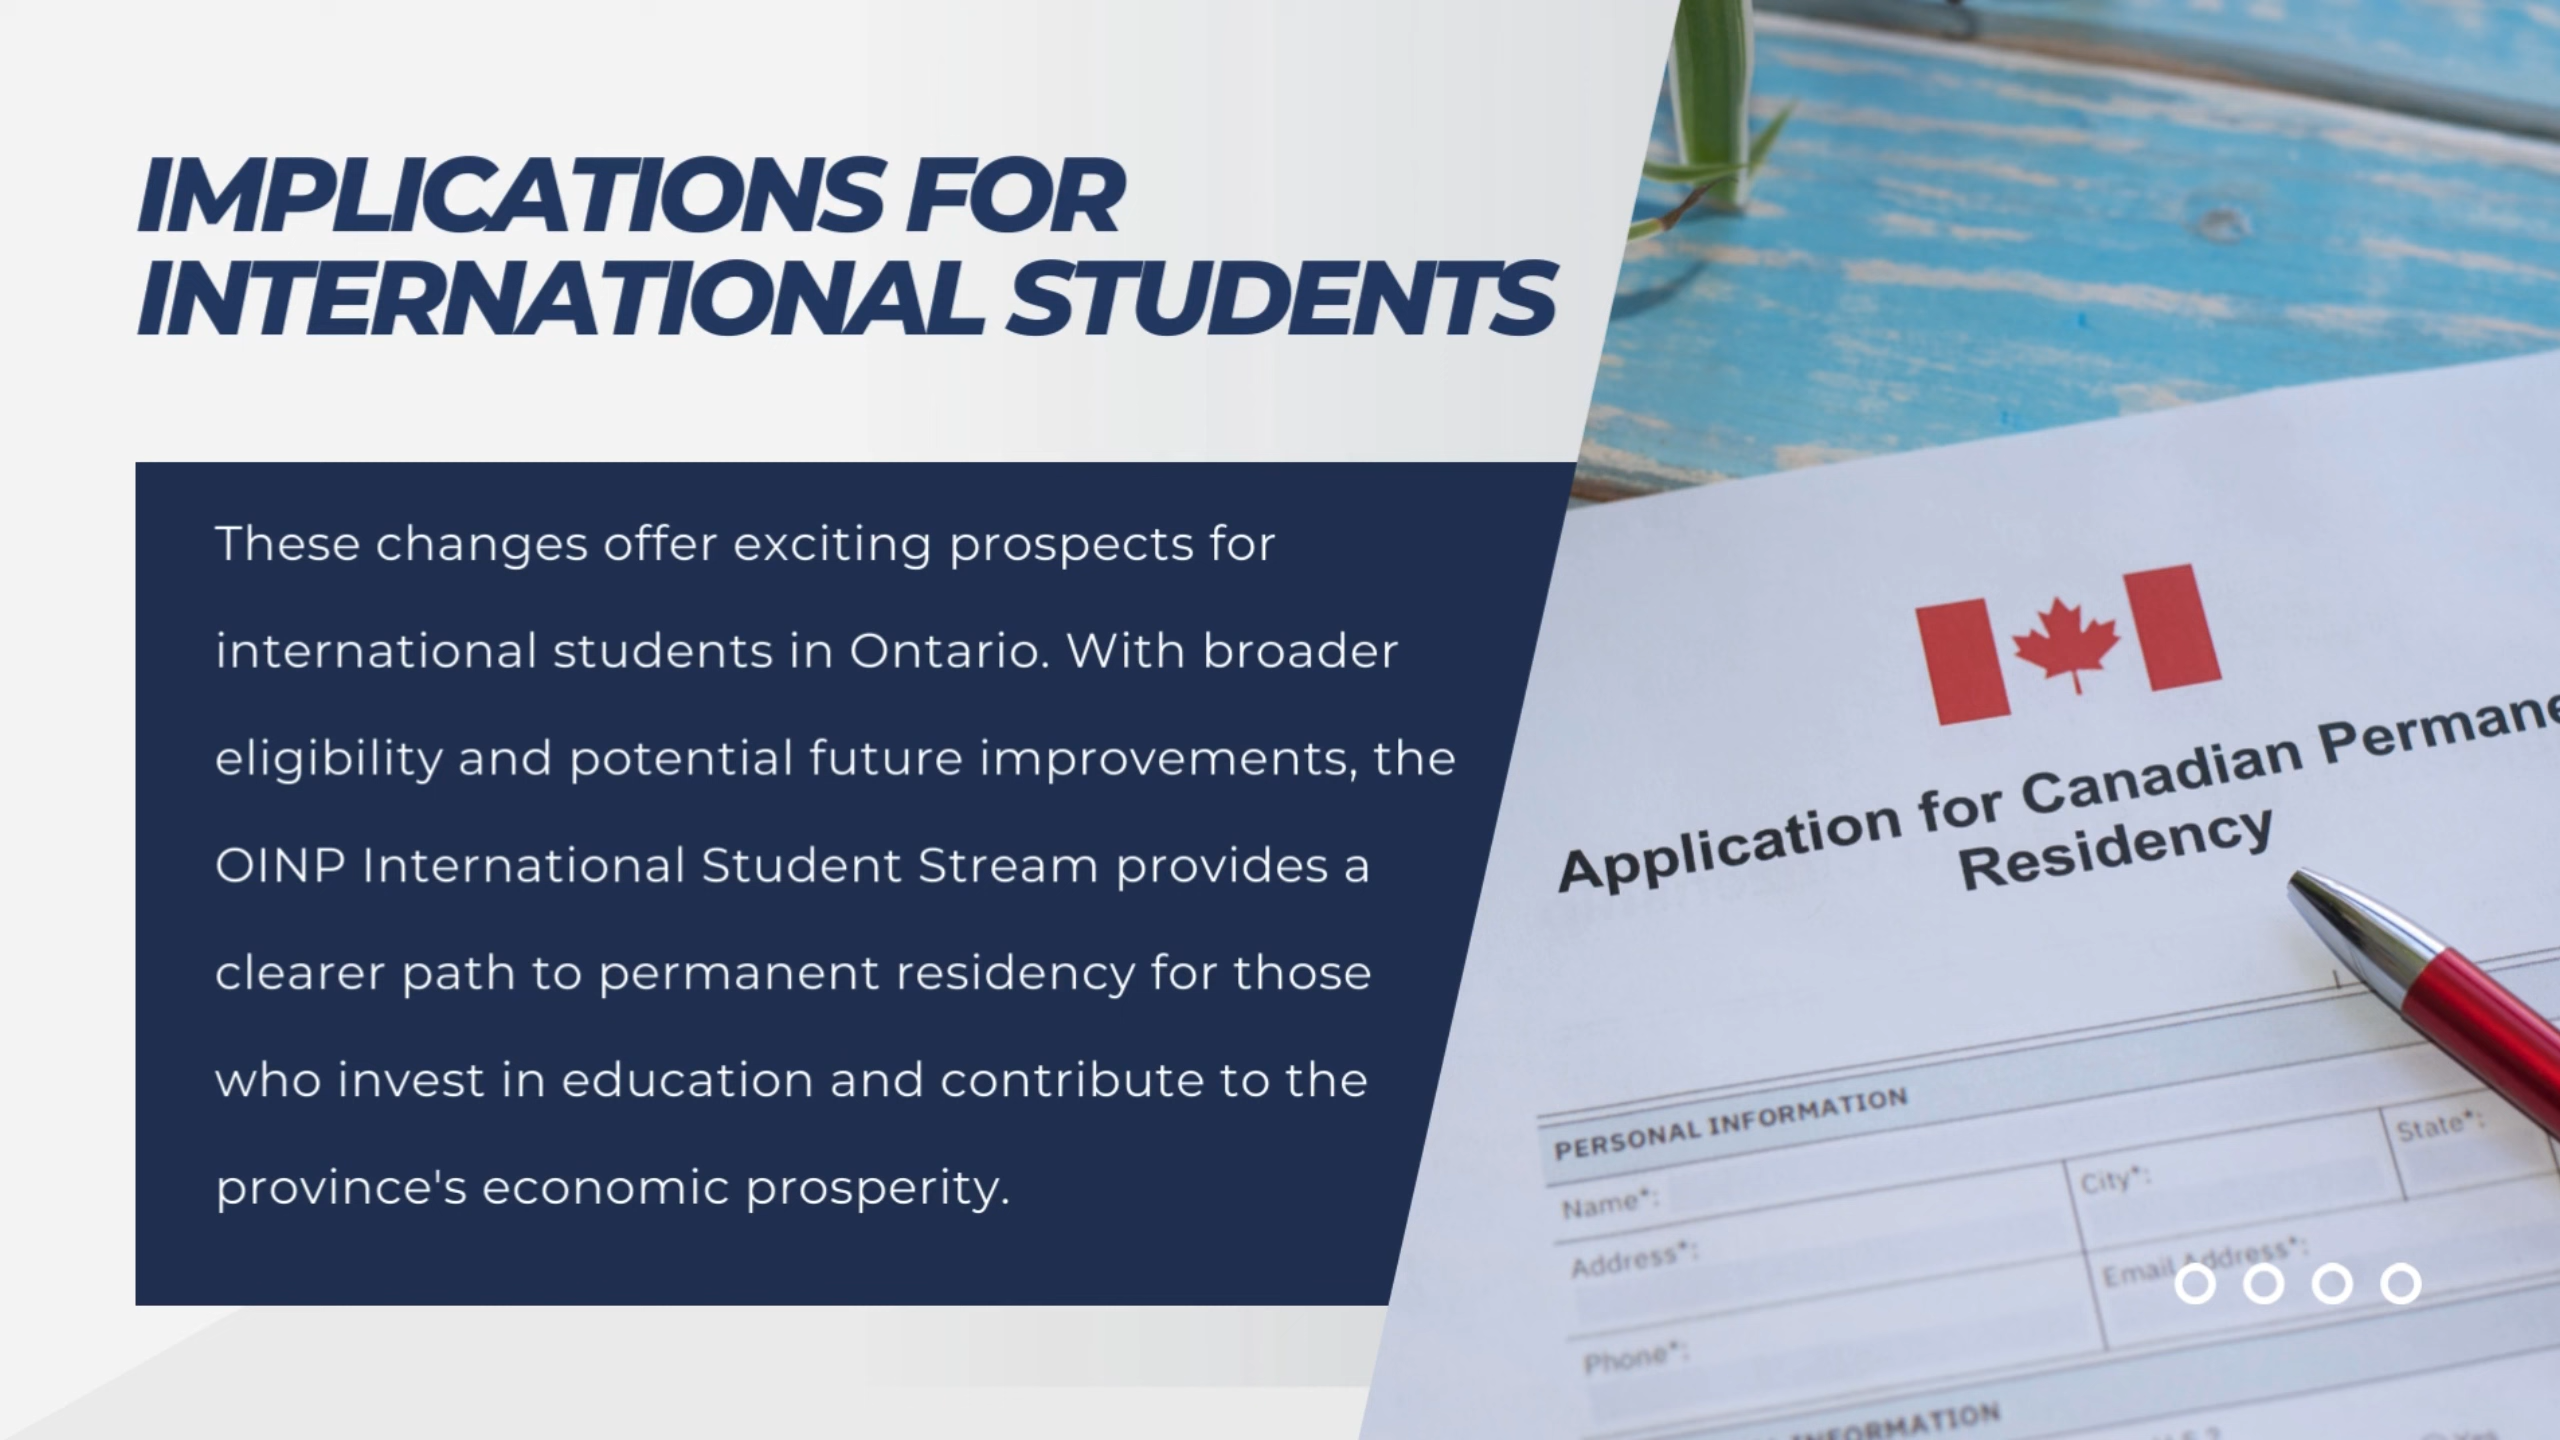 IMPLICATIONS FOR
INTERNATIONAL STUDENTS
These changes offer exciting prospects for
international students in Ontario. With broader
eligibility and potential future improvements, the
OINP International Student Stream provides a
clearer path to permanent residency for those
who invest in education and contribute to the
province's economic prosperity.
Application for Canadian Permane
Residency
PERSONAL INFORMATION
Name*:
City*:
State*:
Address*:
Email Address*:
Phone*:
INFORMATION